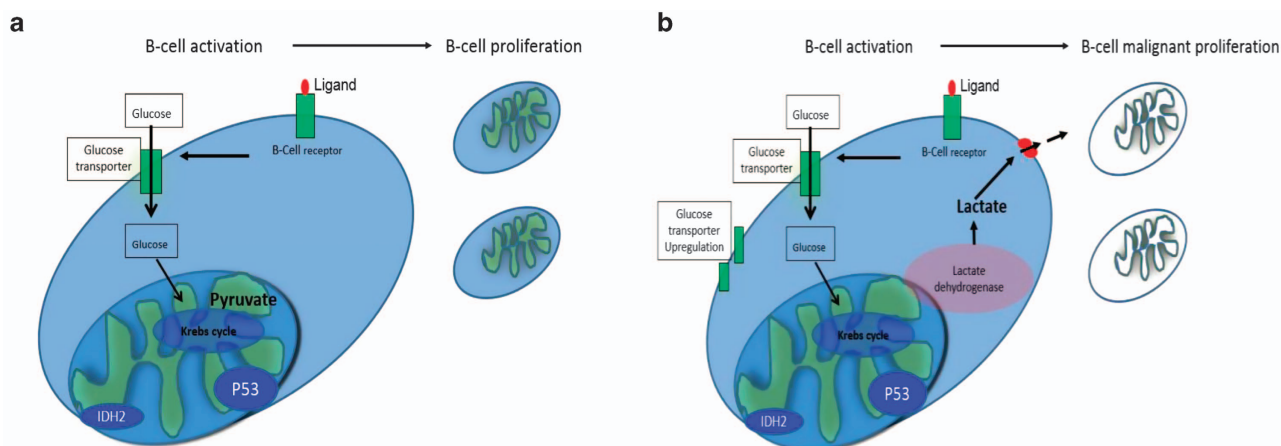 a
B-cell activation
B-cell proliferation
Ligand
Glucose
B-Cell receptor
Glucose
transporter
Glucose
Pyruvate
Krebs cycle
P53
IDH2
b
B-cell activation
B-cell malignant proliferation
Ligand
Glucose
B-Cell receptor
Glucose
transporter
Lactate
Glucose
transporter
Upregulation
Glucose
Lactate
dehydrogenase
Krebs cycle
P53
IDH2